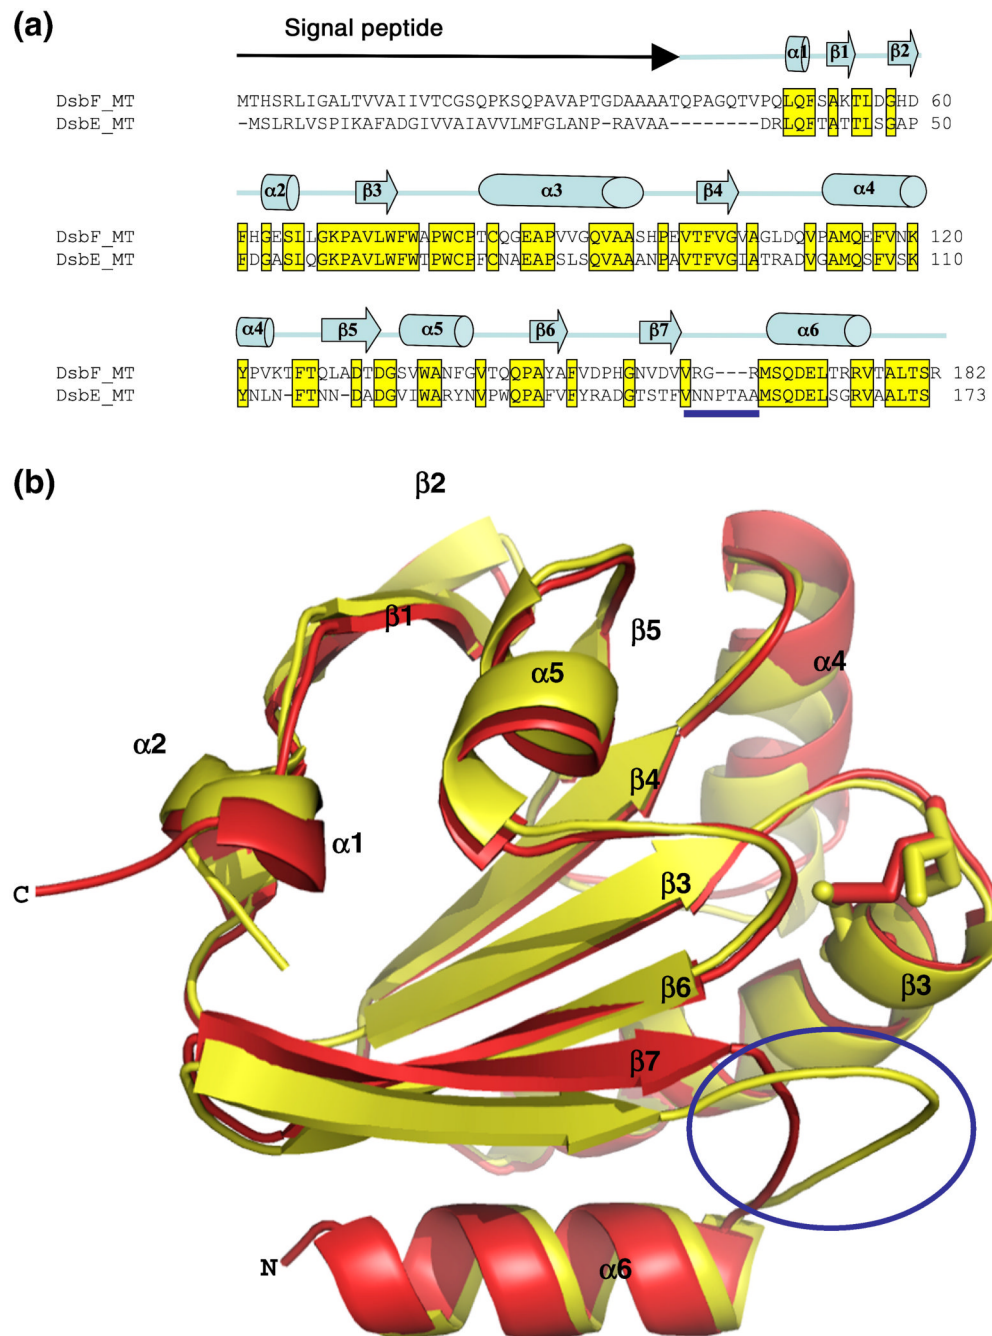 (a)
Signal peptide
α1 β1 β2
DsbF_MT MTHSRLIGALTVVAIIVTCGSQPKSQPAVAPTGDAAAATQPAGQTVPQLQFSAKTLDGHD 60
DsbE_MT -MSLRLVSPIKAFADGIVVAIAVVLMFGLANP-RAVAA--------DRLQFTATTLSGAP 50
α2 β3 α3 β4 α4
DsbF_MT FHGESLLGKPAVLWFWAPWCPTCQGEAPVVGQVAASHPEVTFVGVAGLDQVPAMQEFVNK 120
DsbE_MT FDGASLQGKPAVLWFWTPWCPFCNAEAPSLSQVAAANPAVTFVGIATRADVGAMQSFVSK 110
α4 β5 α5 β6 β7 α6
DsbF_MT YPVKTFTQLADTDGSVWANFGVTQQPAYAFVDPHGNVDVVRG---RMSQDELTRRVTALTSR 182
DsbE_MT YNLN-FTNN-DADGVIWARYNVPWQPAFVFYRADGTSTFVNNPTAAMSQDELSGRVAALTS 173
(b)
β2
β1
β5
α5
α4
α2
β4
α1
β3
C
β6
β3
β7
N
α6